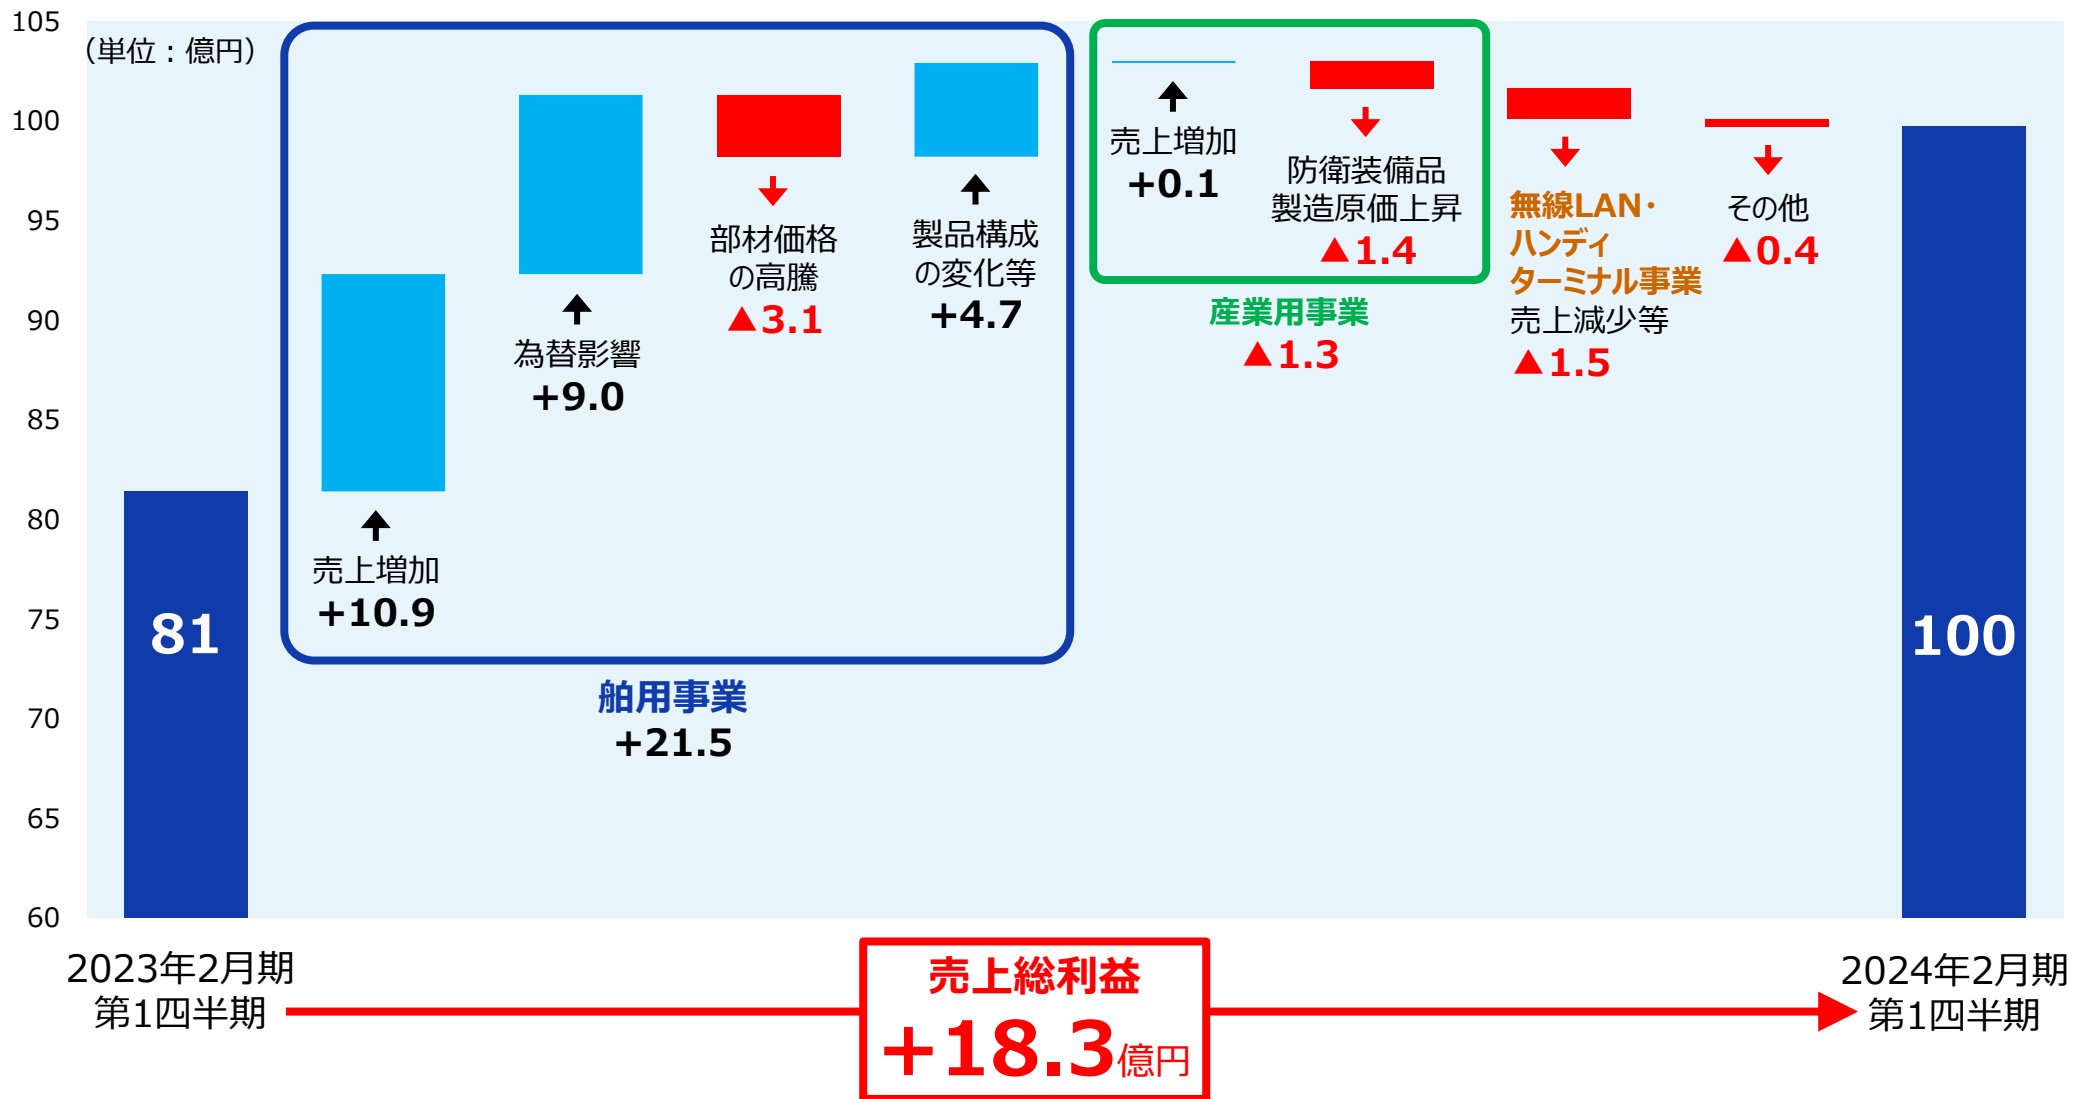 105
100
95
90
85
80
75
70
65
60
（単位：億円）
81
売上増加
+10.9
為替影響
+9.0
部材価格
の高騰
▲3.1
製品構成
の変化等
+4.7
舶用事業
+21.5
売上増加
+0.1
防衛装備品
製造原価上昇
▲1.4
産業用事業
▲1.3
無線LAN・
ハンディ
ターミナル事業
売上減少等
▲1.5
その他
▲0.4
100
2023年2月期
第1四半期
売上総利益
+18.3億円
2024年2月期
第1四半期